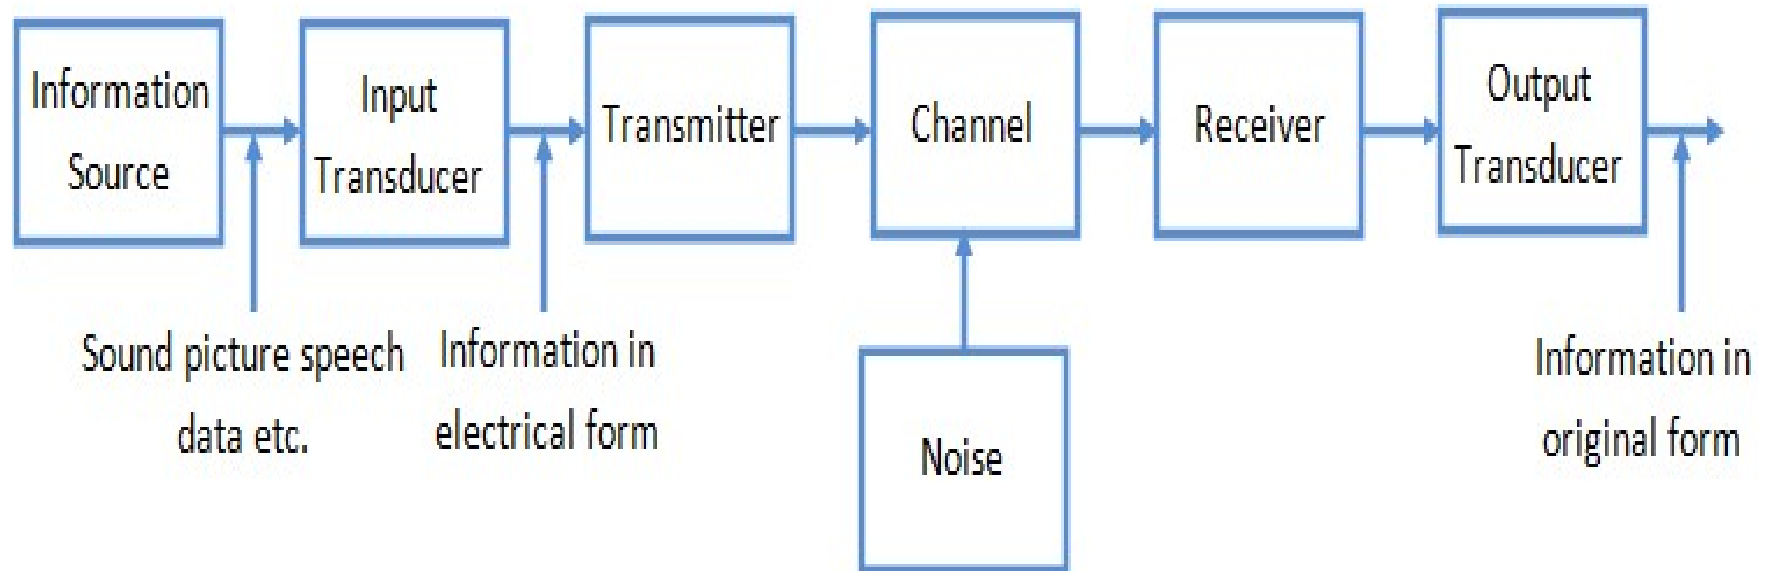 Information
Source
Input
Transducer
Transmitter
Channel
Receiver
Output
Transducer
Sound picture speech
data etc.
Information in
electrical form
Noise
Information in
original form